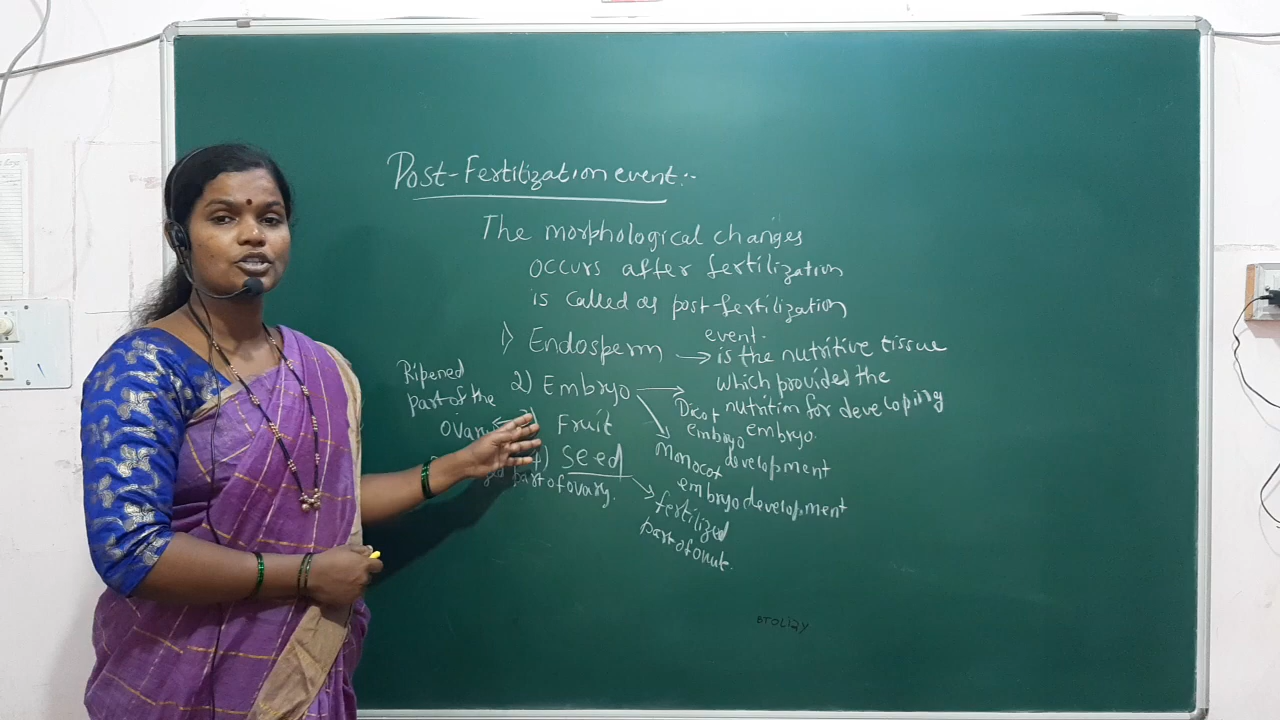 Post-Fertilization event:-
The morphological changes
occurs after fertilization
is called as post-fertilization
event.
1) Endosperm → is the nutritive tissue
which provided the
nutrition for developing
embryo.
2) Embryo → Dicot
embryo
development
Monocot
embryo development
Fruit
Ripened
part of the
ovary
4) Seed → fertilized
part of ovule.
part of ovary.